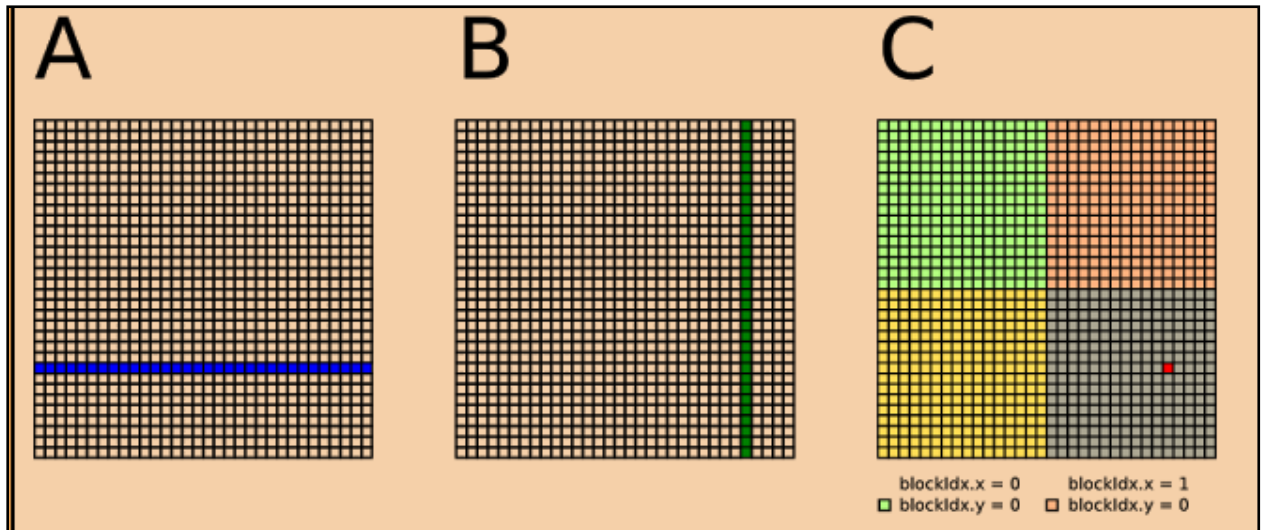 A B C
blockIdx.x = 0 blockIdx.x = 1
blockIdx.y = 0 blockIdx.y = 0